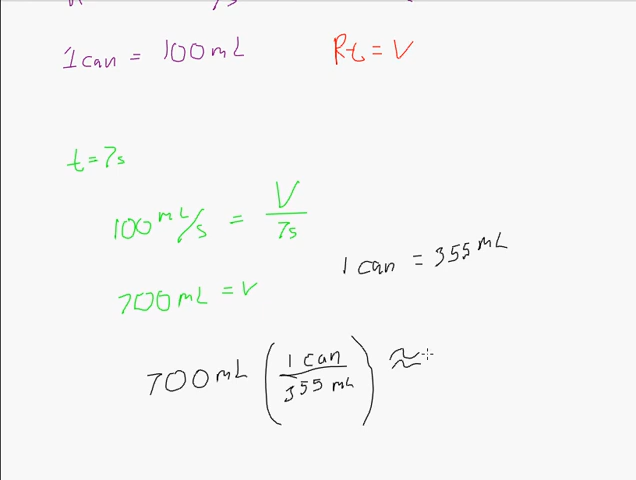 1 can = 100 mL
Rt = V
t = 7s
100 mL/s = V/7s
1 can = 355 mL
700 mL = V
700 mL (1 can/355 mL) ≈